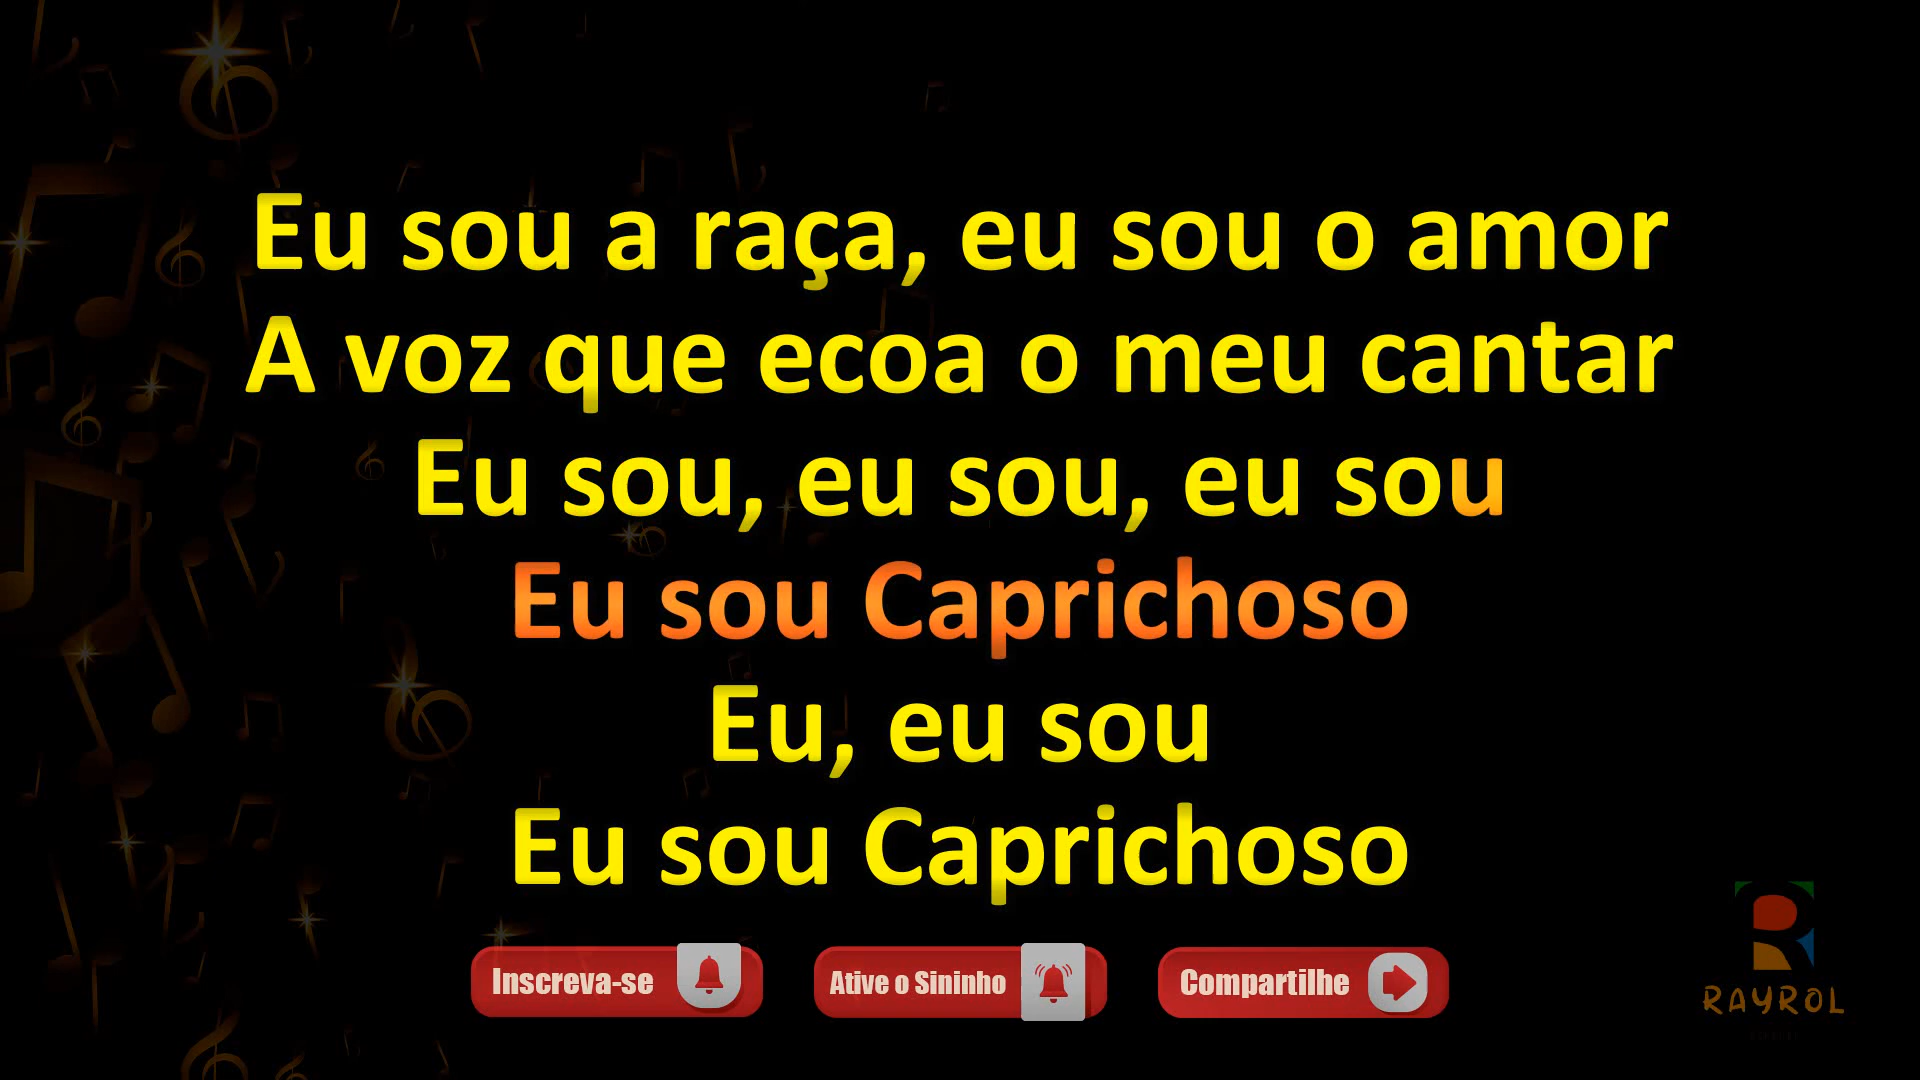 Eu sou a raça, eu sou o amor
A voz que ecoa o meu cantar
Eu sou, eu sou, eu sou
Eu sou Caprichoso
Eu, eu sou
Eu sou Caprichoso
Inscreva-se
Ative o Sininho
Compartilhe
RAYROL